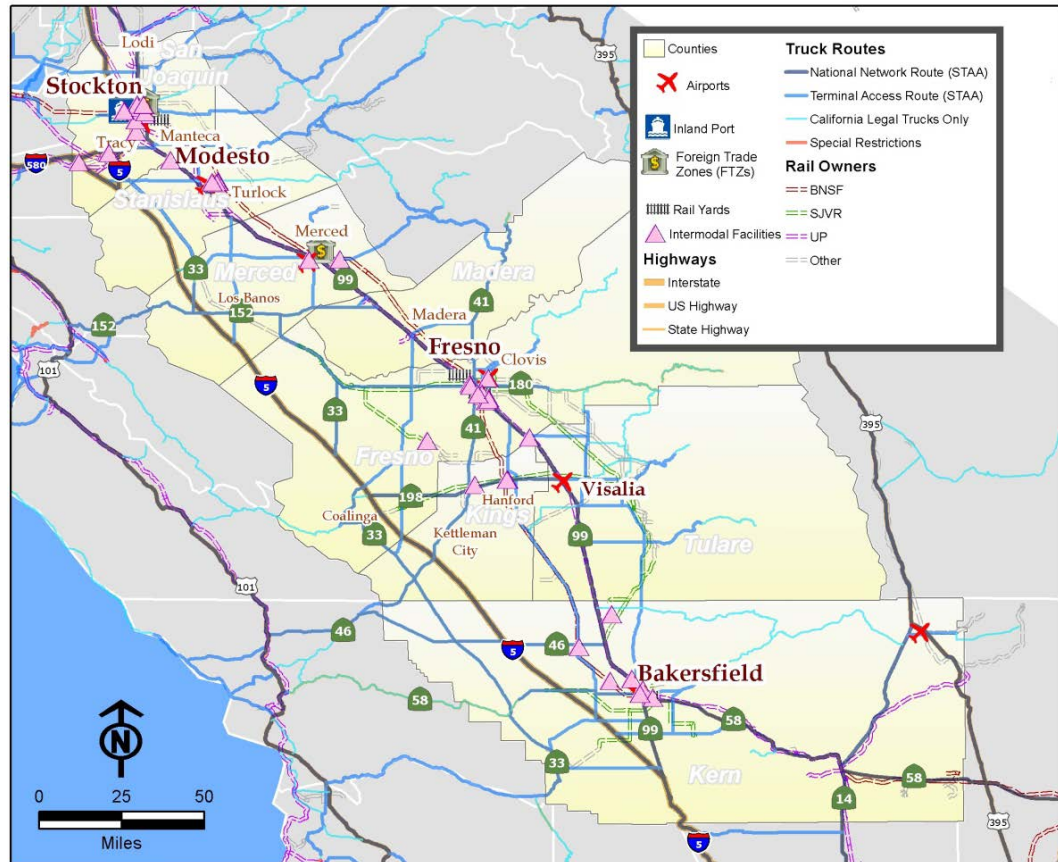 395
Lodi
San
Joaquin
Stockton
Manteca
Tracy
580
5
Modesto
Stanislaus
Turlock
Merced
Merced
33
99
Madera
41
Los Banos
152
152
Madera
101
Fresno
Clovis
180
5
33
41
395
Fresno
198
Hanford
Visalia
Kings
Coalinga
33
Kettleman
City
99
Tulare
101
46
5
46
Bakersfield
58
99
58
33
Kern
58
14
5
395
Counties
Airports
Inland Port
Foreign Trade
Zones (FTZs)
Rail Yards
Intermodal Facilities
Highways
Interstate
US Highway
State Highway
Truck Routes
National Network Route (STAA)
Terminal Access Route (STAA)
California Legal Trucks Only
Special Restrictions
Rail Owners
BNSF
SJVR
UP
Other
N
0 25 50
Miles